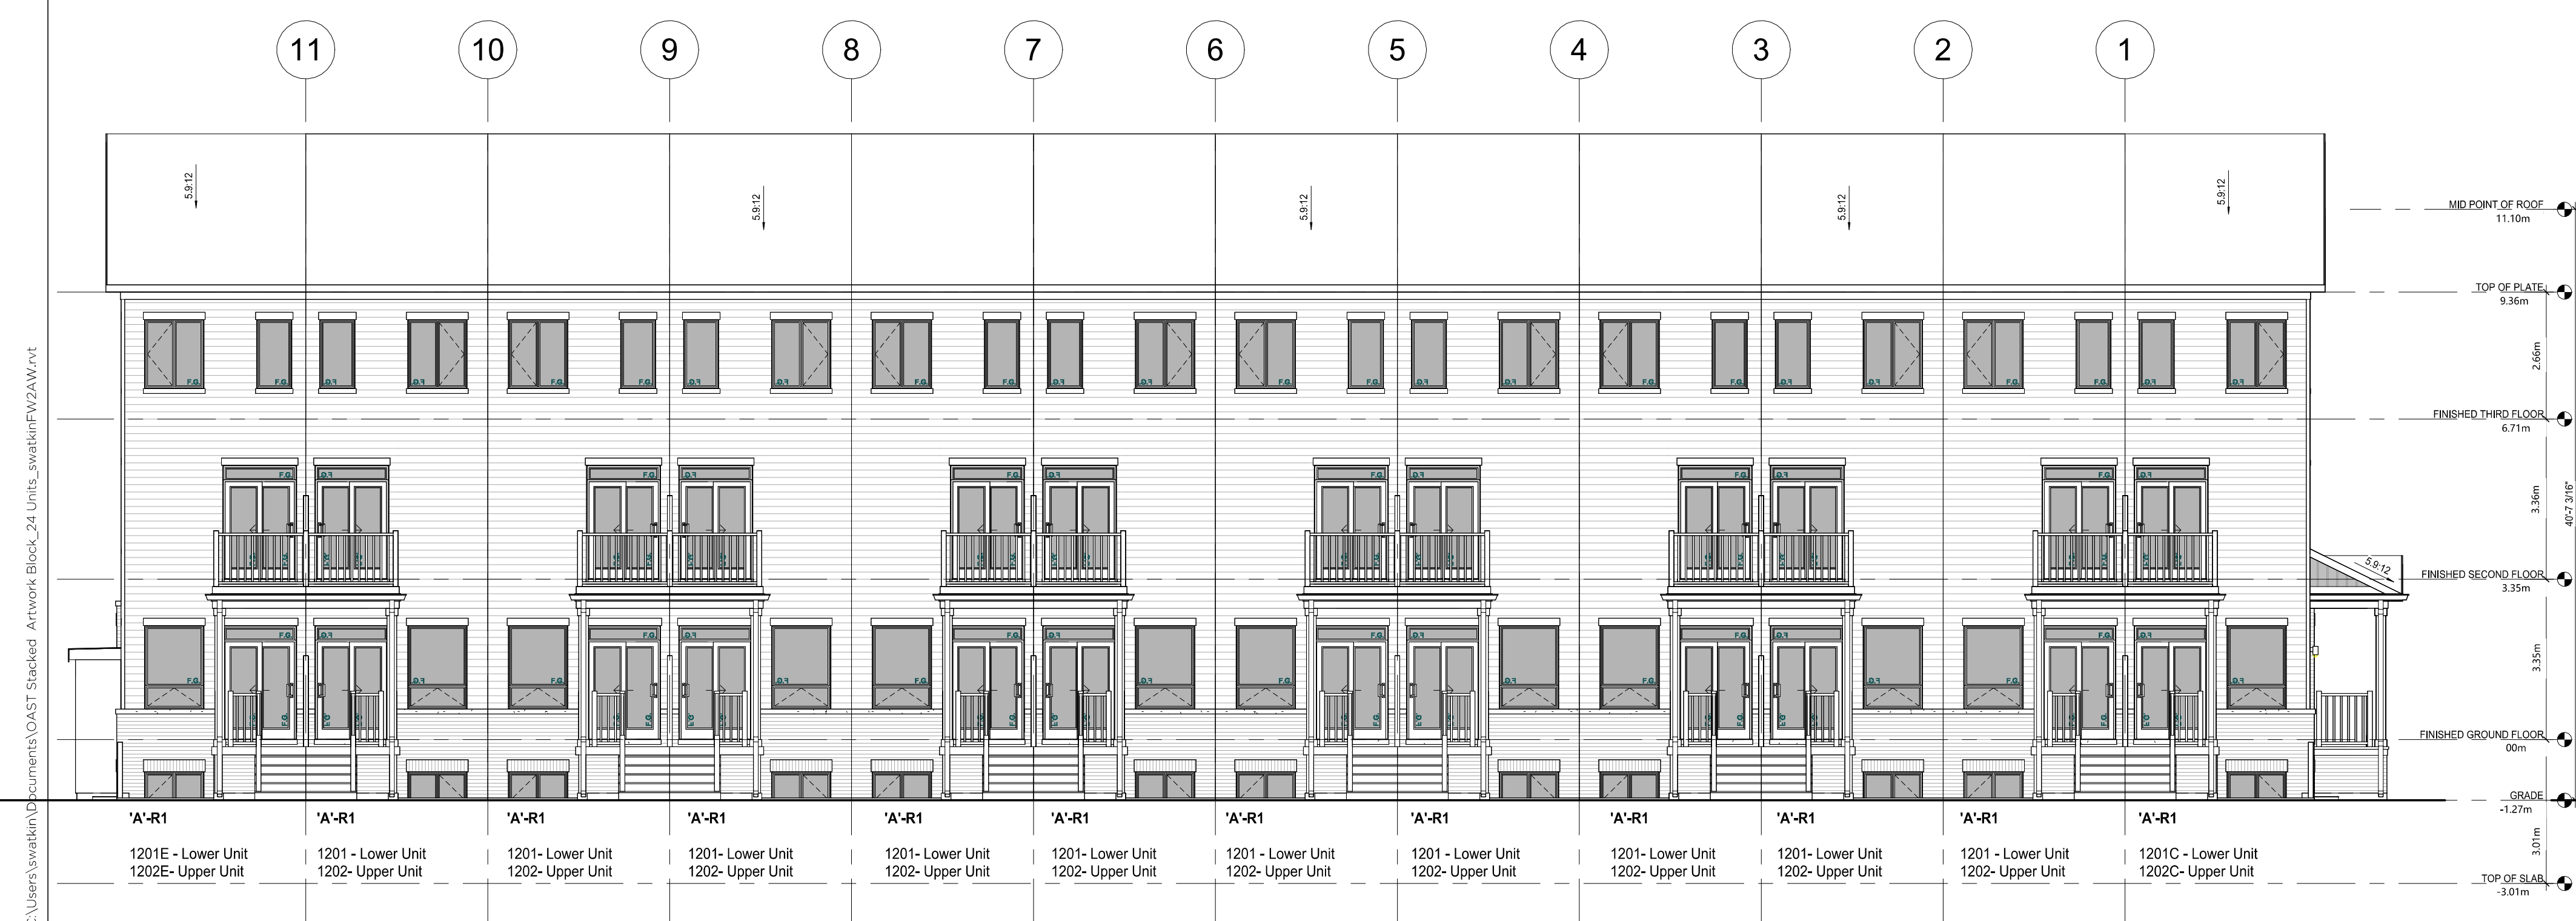 11 10 9 8 7 6 5 4 3 2 1
5.9:12 5.9:12 5.9:12 5.9:12 5.9:12
MID POINT OF ROOF
11.10m
TOP OF PLATE
9.36m
F.G. F.G. F.G. F.G. F.G. F.G. F.G. F.G. F.G. F.G. F.G. F.G. F.G. F.G. F.G. F.G. F.G. F.G. F.G. F.G. F.G. F.G. F.G. F.G.
2.66m
FINISHED THIRD FLOOR
6.71m
F.G. F.G. F.G. F.G. F.G. F.G. F.G. F.G. F.G. F.G. F.G. F.G.
3.36m
40'-7 3/16"
5.9:12
FINISHED SECOND FLOOR
3.35m
F.G. F.G. F.G. F.G. F.G. F.G. F.G. F.G. F.G. F.G. F.G. F.G.
3.35m
F.G. F.G. F.G. F.G. F.G. F.G. F.G. F.G. F.G. F.G. F.G. F.G.
FINISHED GROUND FLOOR
00m
GRADE
-1.27m
'A'-R1 'A'-R1 'A'-R1 'A'-R1 'A'-R1 'A'-R1 'A'-R1 'A'-R1 'A'-R1 'A'-R1 'A'-R1 'A'-R1
3.01m
1201E - Lower Unit 1201 - Lower Unit 1201- Lower Unit 1201- Lower Unit 1201- Lower Unit 1201- Lower Unit 1201 - Lower Unit 1201 - Lower Unit 1201- Lower Unit 1201- Lower Unit 1201 - Lower Unit 1201C - Lower Unit
1202E- Upper Unit 1202- Upper Unit 1202- Upper Unit 1202- Upper Unit 1202- Upper Unit 1202- Upper Unit 1202- Upper Unit 1202- Upper Unit 1202- Upper Unit 1202- Upper Unit 1202- Upper Unit 1202C- Upper Unit
TOP OF SLAB
-3.01m
:\Users\swatkin\Documents\OAST Stacked Artwork Block_24 Units_swatkinFW2AW.rvt